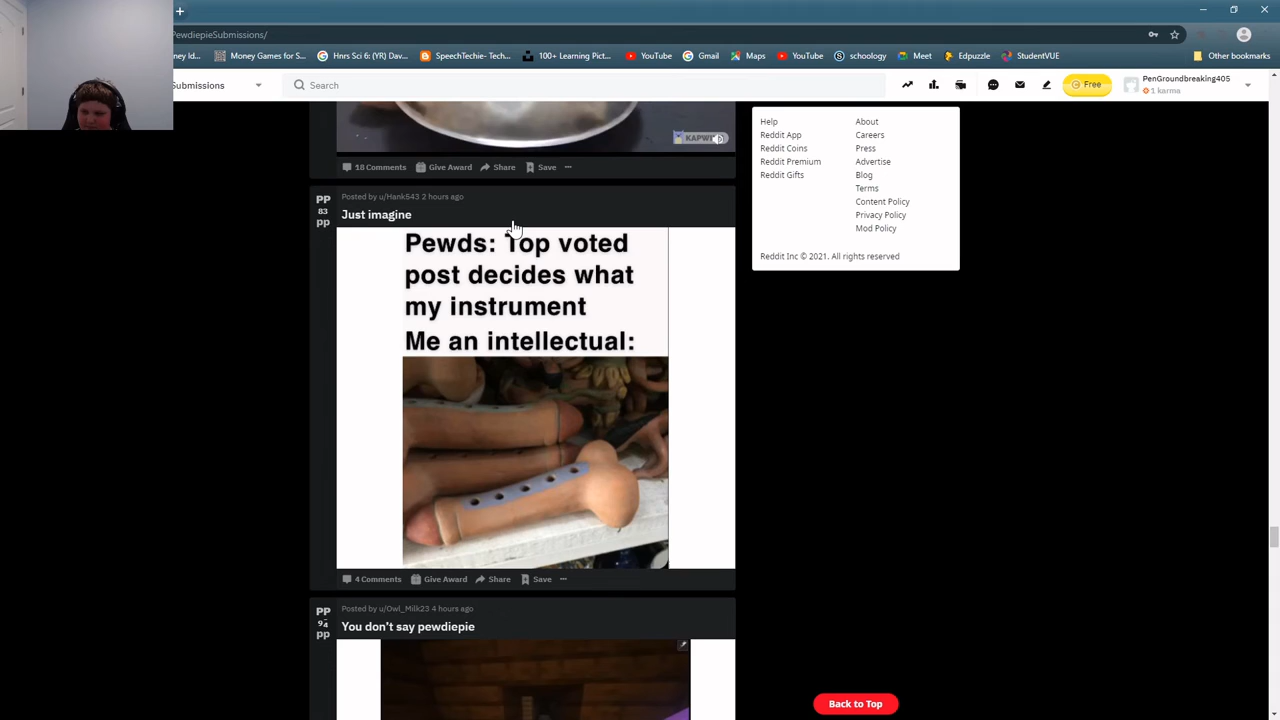 PewdiepieSubmissions/
ney Id...
Money Games for S...
Hnrs Sci 6: (YR) Dav...
SpeechTechie- Tech...
100+ Learning Pict...
YouTube
Gmail
Maps
YouTube
schoology
Meet
Edpuzzle
StudentVUE
Other bookmarks
Submissions
Search
Free
PenGroundbreaking405
1 karma
KAPWI
18 Comments Give Award Share Save
PP
83
PP
Posted by u/Hank543 2 hours ago
Just imagine
Pewds: Top voted
post decides what
my instrument
Me an intellectual:
4 Comments Give Award Share Save
PP
94
PP
Posted by u/Owl_Milk23 4 hours ago
You don't say pewdiepie
Help About
Reddit App Careers
Reddit Coins Press
Reddit Premium Advertise
Reddit Gifts Blog
Terms
Content Policy
Privacy Policy
Mod Policy
Reddit Inc © 2021. All rights reserved
Back to Top